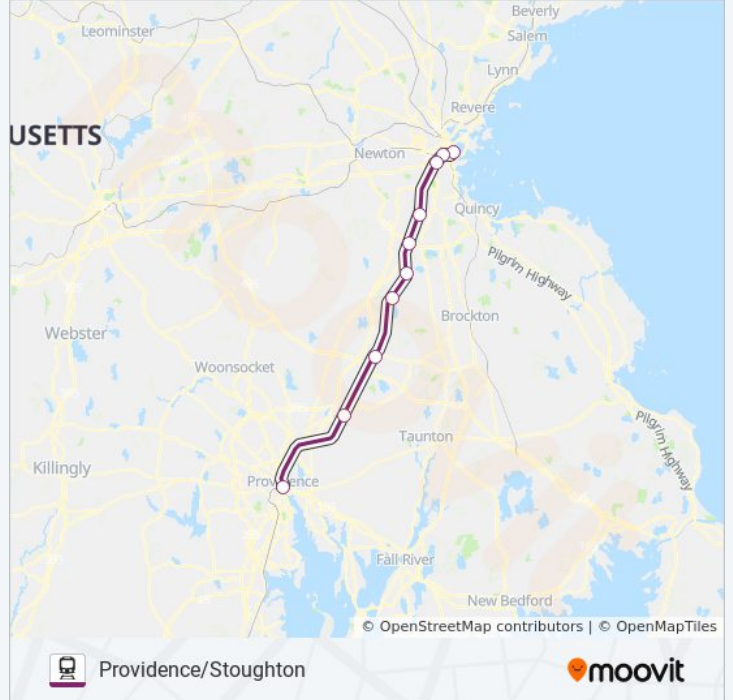 Beverly
Leominster
Salem
Lynn
Revere
USETTS
Newton
Quincy
Pilgrim Highway
Brockton
Webster
Woonsocket
Taunton
Pilgrim Highway
Killingly
Providence
Fall River
New Bedford
© OpenStreetMap contributors | © OpenMapTiles
Providence/Stoughton
moovit